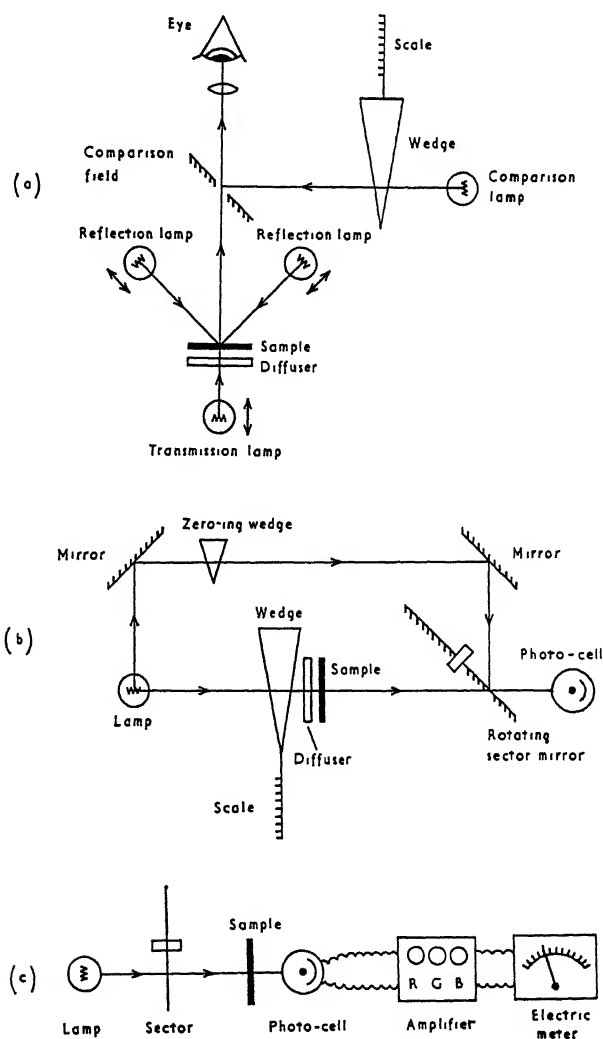 Eye
Scale
Wedge
Comparison
field
(a)
Comparison
lamp
Reflection lamp
Reflection lamp
Sample
Diffuser
Transmission lamp
Zero-ing wedge
Mirror
Mirror
Wedge
(b)
Sample
Photo-cell
Lamp
Diffuser
Rotating
sector mirror
Scale
Sample
(c)
R G B
Lamp
Sector
Photo-cell
Amplifier
Electric
meter